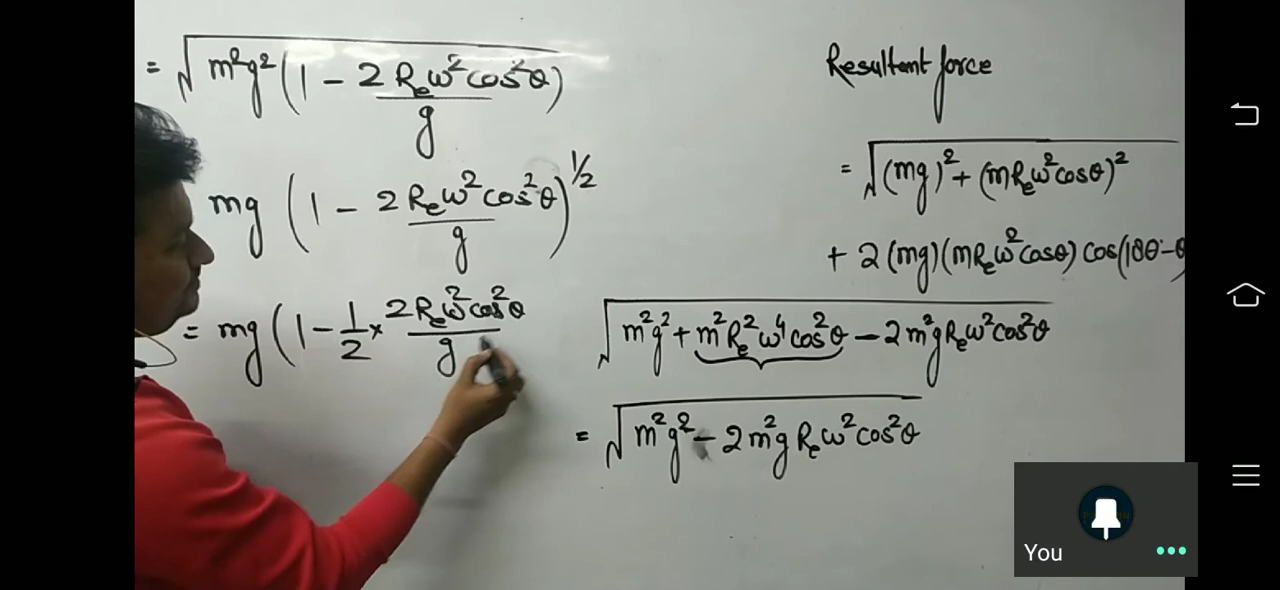 = √m²g²(1 − 2Rₑω²cos²θ/g)
mg (1 − 2Rₑω²cos²θ/g)^1/2
= mg (1 − 1/2 × 2Rₑω²cos²θ/g
Resultant force
= √(mg)² + (mRₑω²cosθ)²
+ 2(mg)(mRₑω²cosθ) cos(180−θ
√m²g² + m²Rₑ²ω⁴cos²θ − 2m²gRₑω²cos²θ
= √m²g² − 2m²gRₑω²cos²θ
You